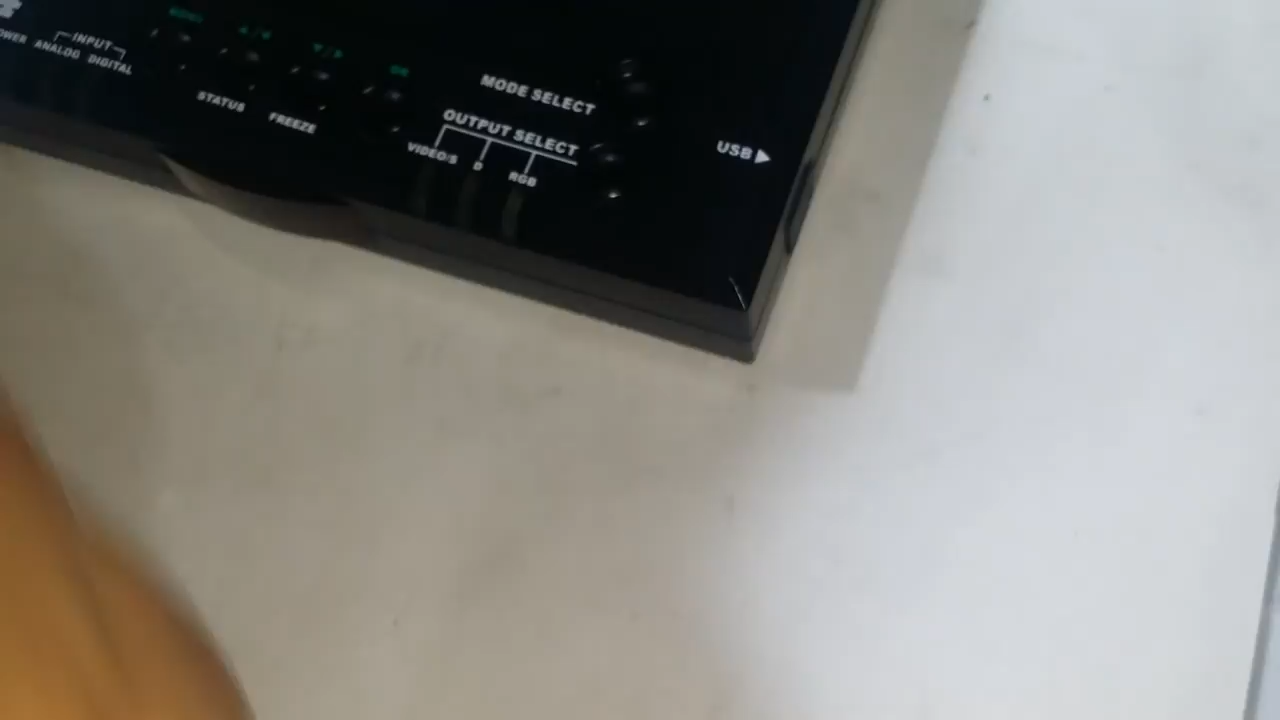 INPUT
ANALOG DIGITAL
STATUS
FREEZE
MODE SELECT
OUTPUT SELECT
VIDEO/S D RGB
USB